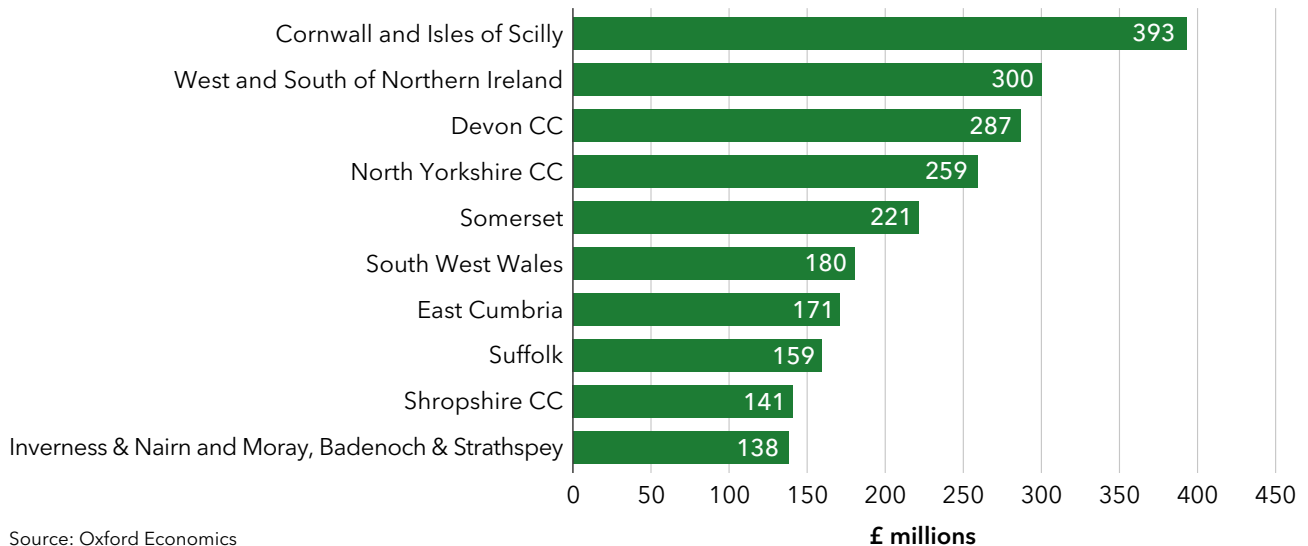 Cornwall and Isles of Scilly 393
West and South of Northern Ireland 300
Devon CC 287
North Yorkshire CC 259
Somerset 221
South West Wales 180
East Cumbria 171
Suffolk 159
Shropshire CC 141
Inverness & Nairn and Moray, Badenoch & Strathspey 138
0 50 100 150 200 250 300 350 400 450
£ millions
Source: Oxford Economics